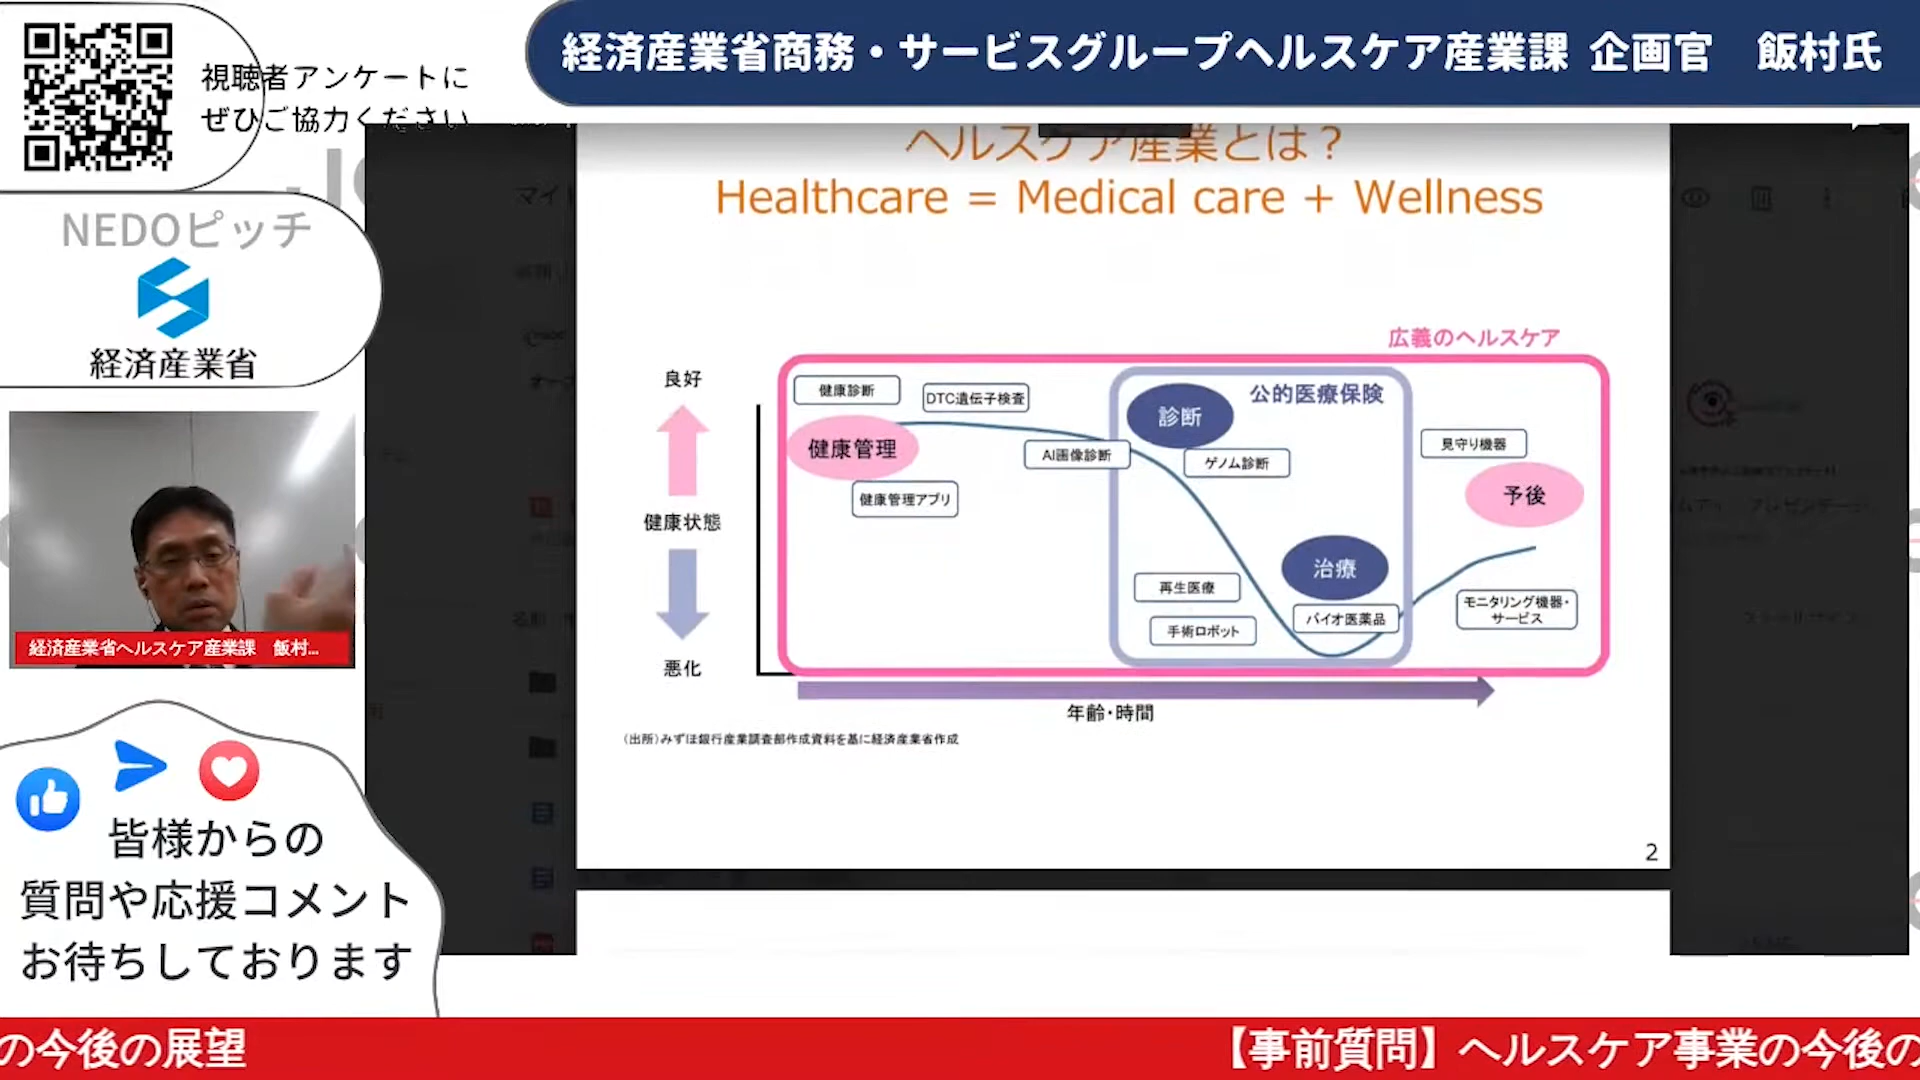 視聴者アンケートに
ぜひご協力ください
経済産業省商務・サービスグループヘルスケア産業課 企画官 飯村氏
NEDOピッチ
経済産業省
経済産業省ヘルスケア産業課 飯村...
皆様からの
質問や応援コメント
お待ちしております
ヘルスケア産業とは？
Healthcare = Medical care + Wellness
広義のヘルスケア
良好
健康状態
悪化
健康診断
DTC遺伝子検査
健康管理
健康管理アプリ
AI画像診断
診断
公的医療保険
ゲノム診断
見守り機器
予後
治療
再生医療
手術ロボット
バイオ医薬品
モニタリング機器・
サービス
年齢・時間
（出所）みずほ銀行産業調査部作成資料を基に経済産業省作成
2
の今後の展望
【事前質問】ヘルスケア事業の今後の